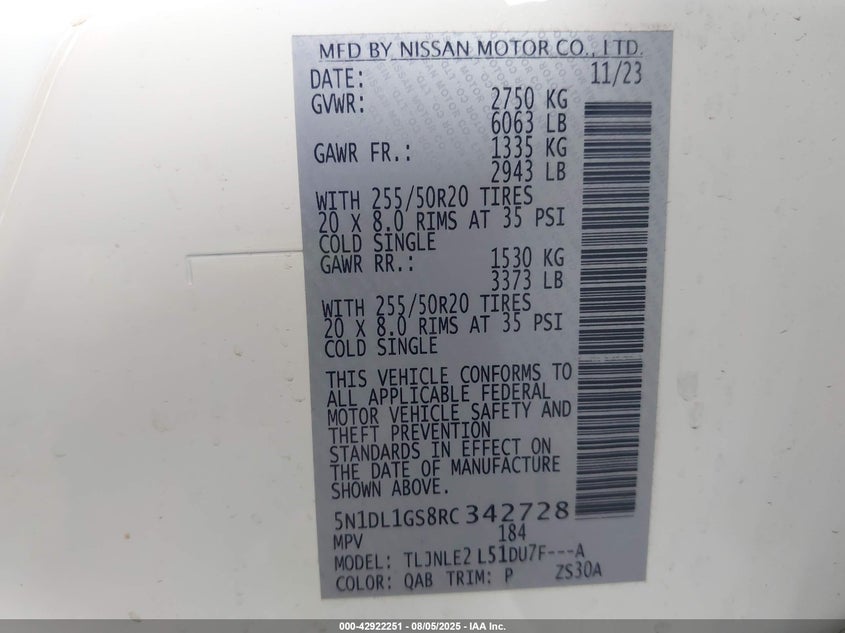 MFD BY NISSAN MOTOR CO., LTD.
DATE: 11/23
GVWR: 2750 KG
6063 LB
GAWR FR.: 1335 KG
2943 LB
WITH 255/50R20 TIRES
20 X 8.0 RIMS AT 35 PSI
COLD SINGLE
GAWR RR.: 1530 KG
3373 LB
WITH 255/50R20 TIRES
20 X 8.0 RIMS AT 35 PSI
COLD SINGLE
THIS VEHICLE CONFORMS TO
ALL APPLICABLE FEDERAL
MOTOR VEHICLE SAFETY AND
THEFT PREVENTION
STANDARDS IN EFFECT ON
THE DATE OF MANUFACTURE
SHOWN ABOVE.
5N1DL1GS8RC 342728
MPV 184
MODEL: TLJNLE2 L51DU7F---A
COLOR: QAB TRIM: P ZS30A
000-42922251 - 08/05/2025 - IAA Inc.